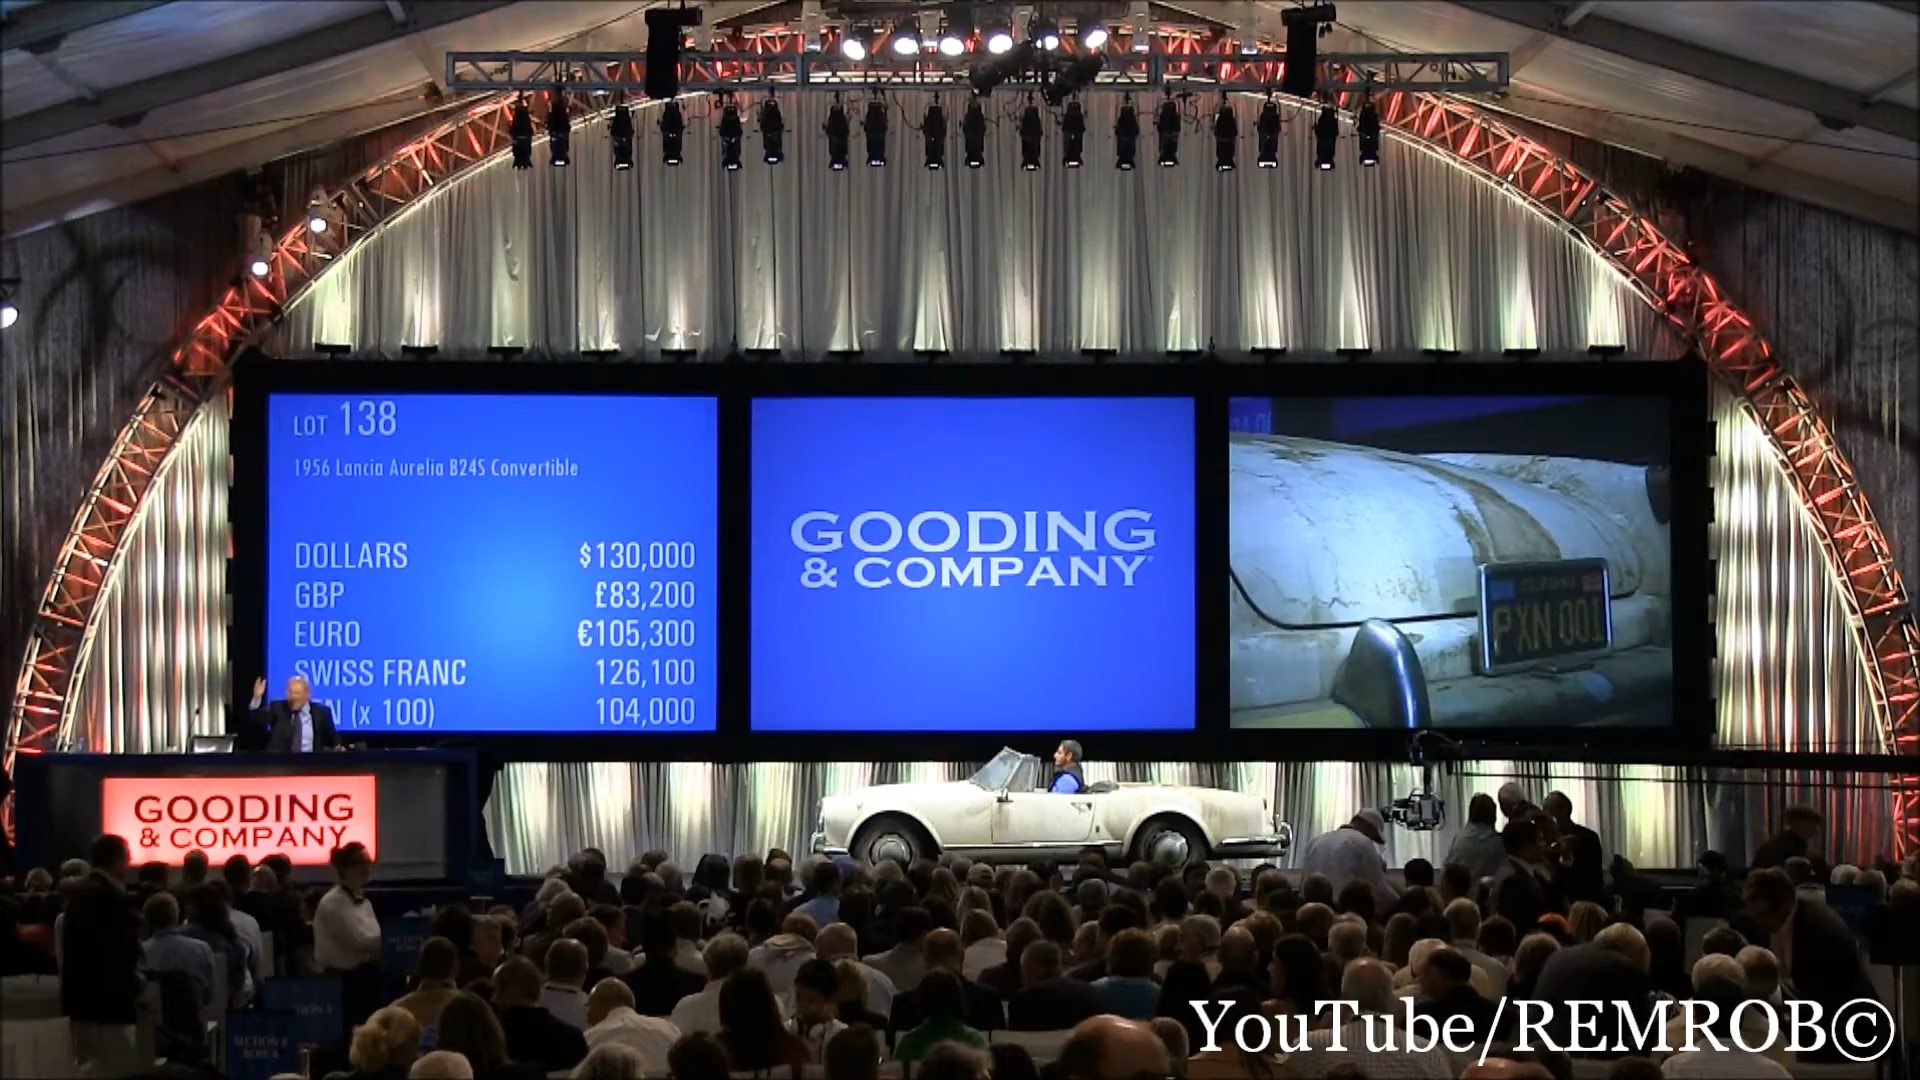 LOT 138
1956 Lancia Aurelia B24S Convertible
DOLLARS $130,000
GBP £83,200
EURO €105,300
SWISS FRANC 126,100
(x 100) 104,000
GOODING
& COMPANY
CALIFORNIA
PXN 001
GOODING
& COMPANY
YouTube/REMROB©